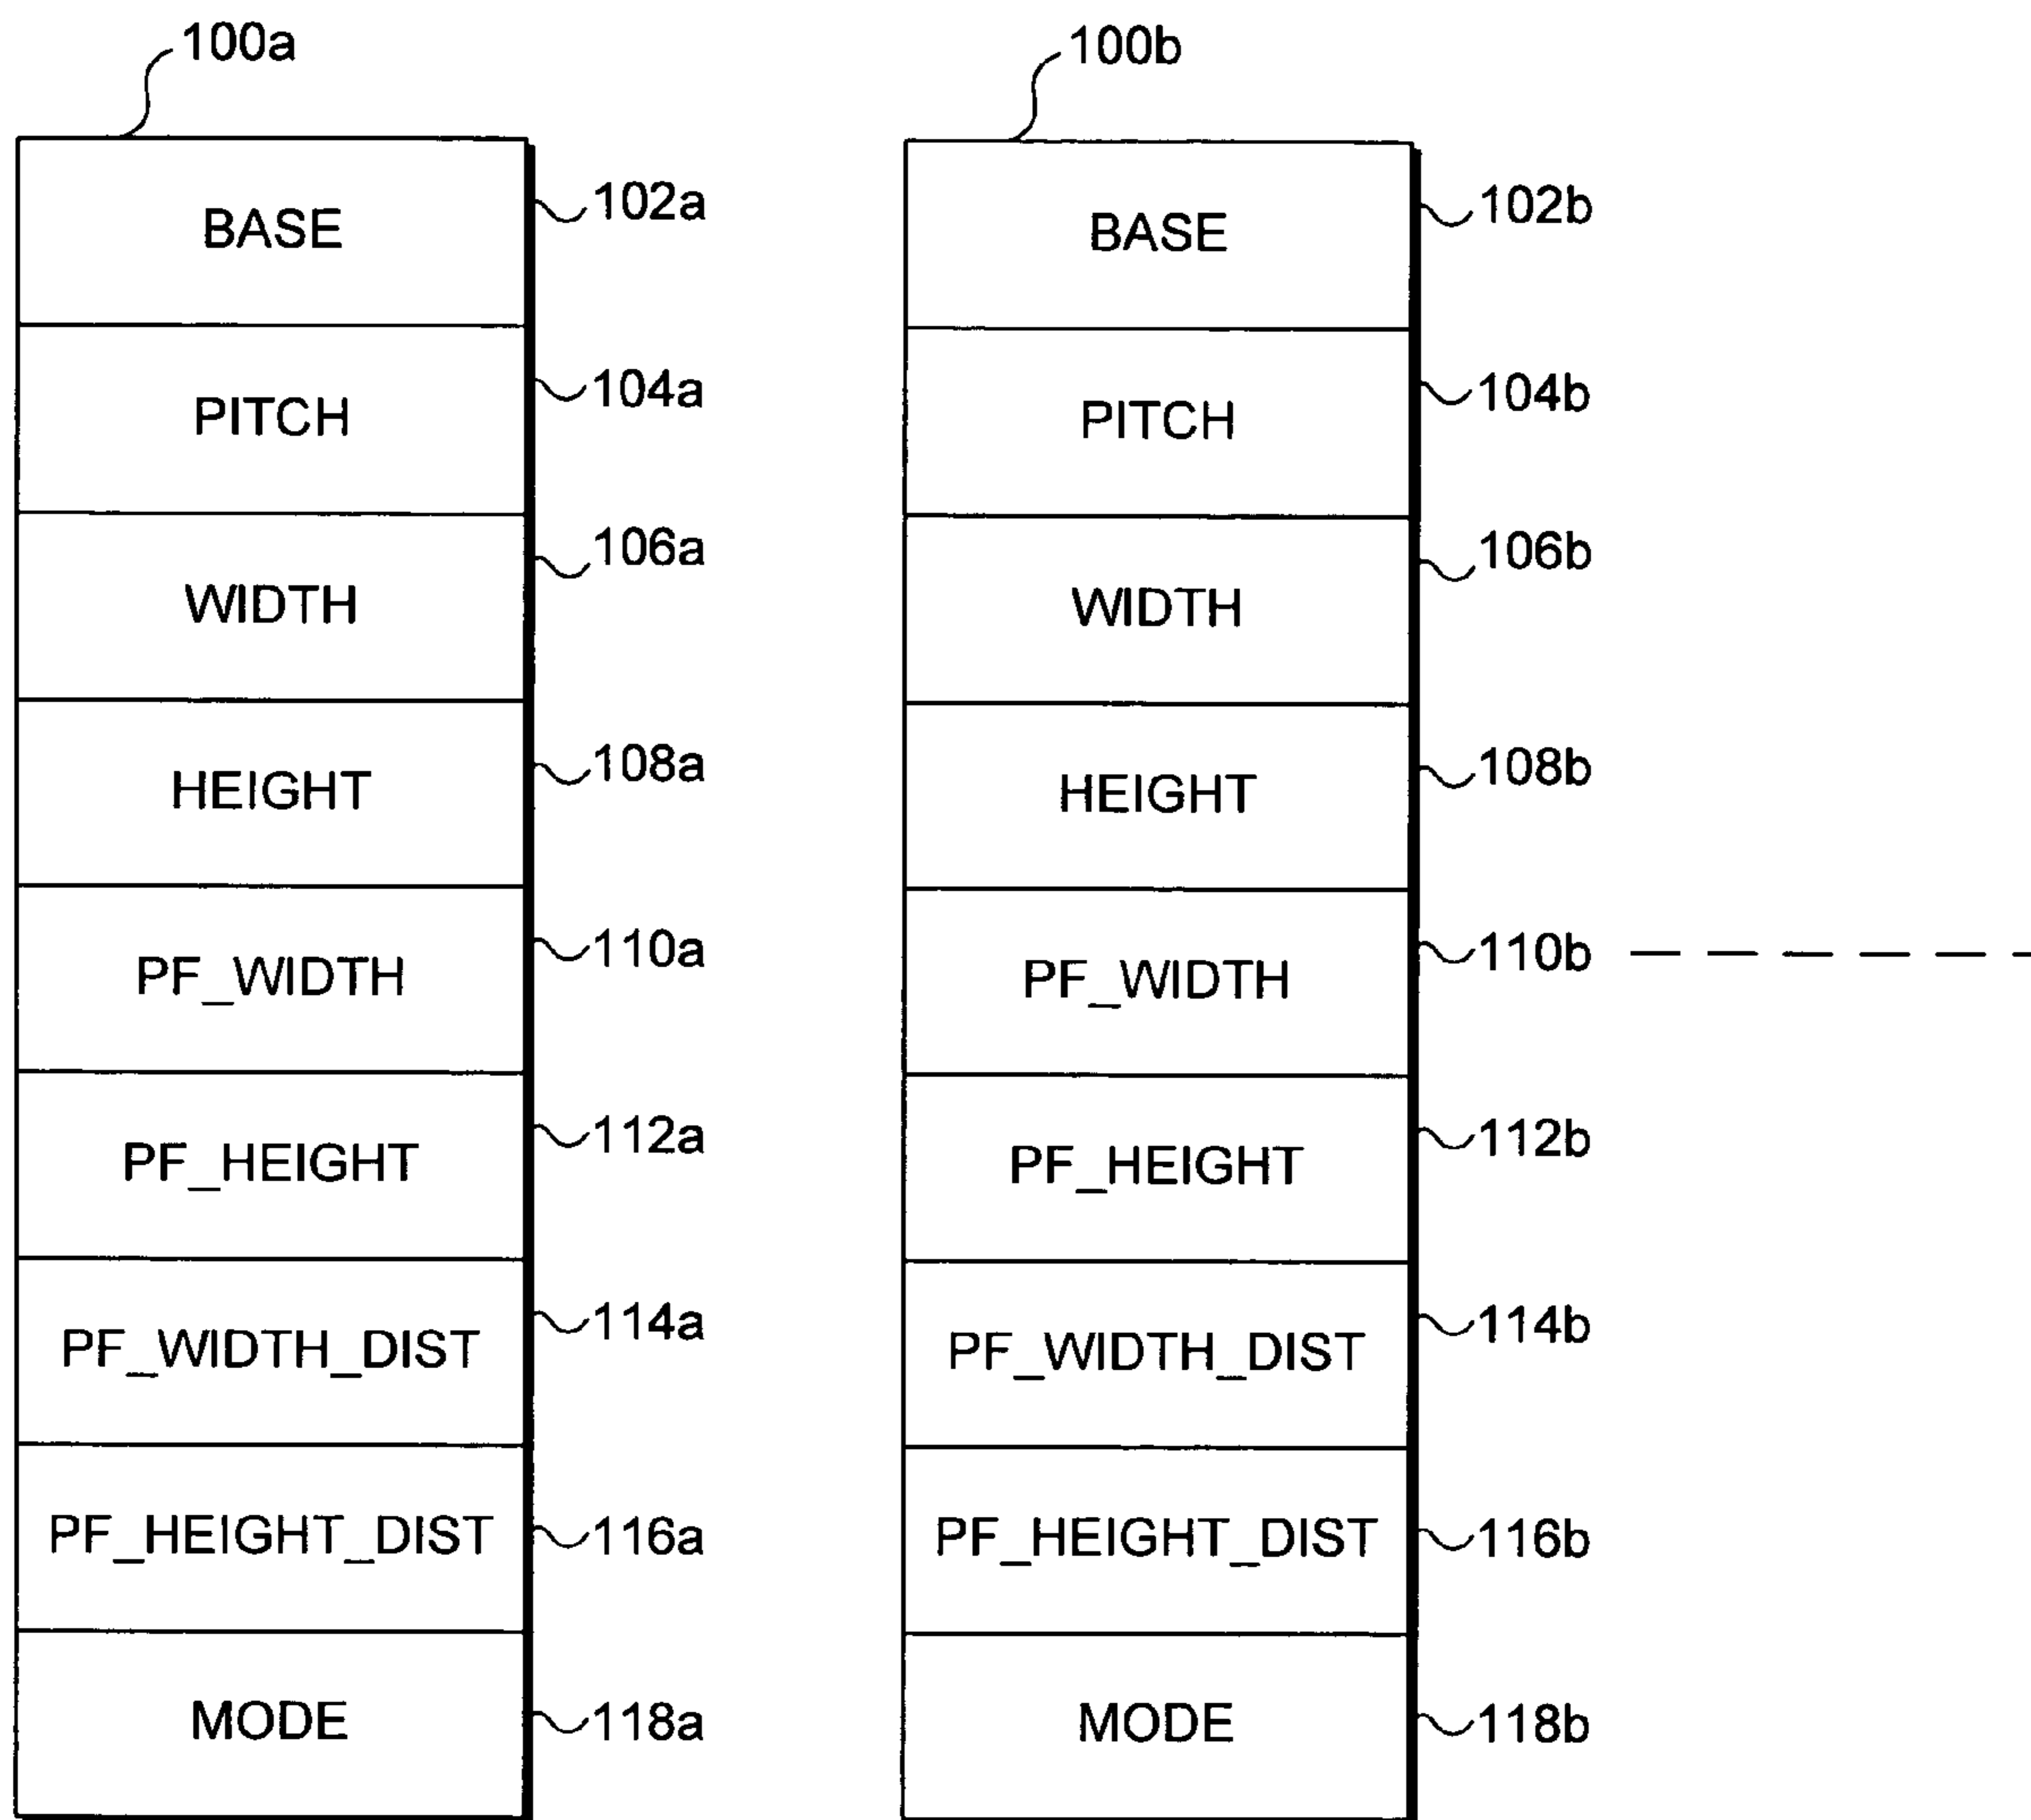 100a
100b
BASE
102a
BASE
102b
PITCH
104a
PITCH
104b
WIDTH
106a
WIDTH
106b
HEIGHT
108a
HEIGHT
108b
PF_WIDTH
110a
PF_WIDTH
110b
PF_HEIGHT
112a
PF_HEIGHT
112b
PF_WIDTH_DIST
114a
PF_WIDTH_DIST
114b
PF_HEIGHT_DIST
116a
PF_HEIGHT_DIST
116b
MODE
118a
MODE
118b